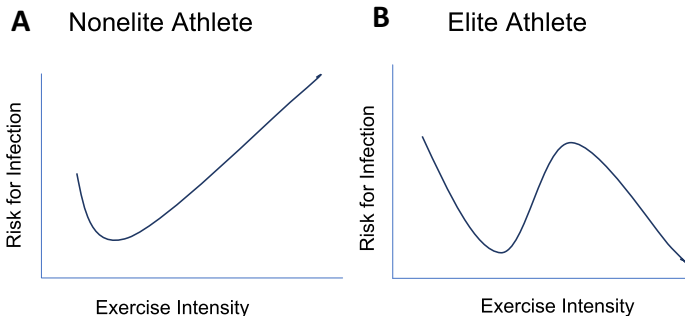 A
Nonelite Athlete
Risk for Infection
Exercise Intensity
B
Elite Athlete
Risk for Infection
Exercise Intensity